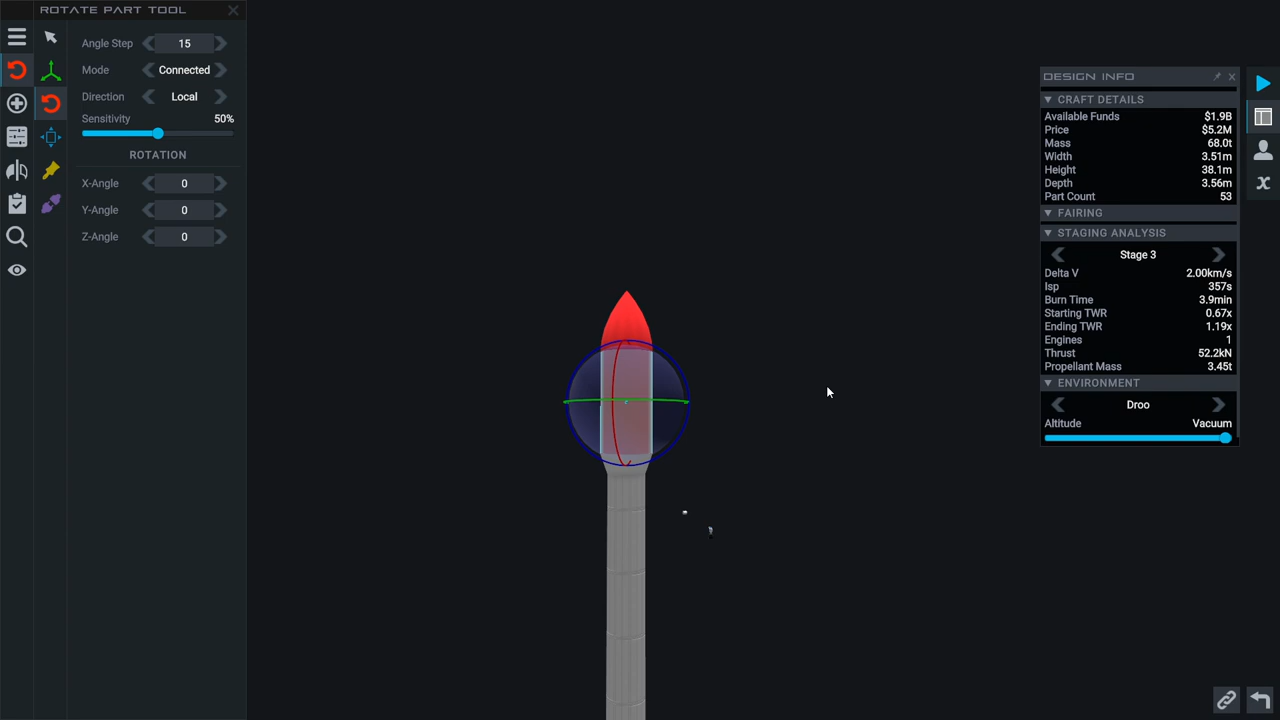 ROTATE PART TOOL
Angle Step 15
Mode Connected
Direction Local
Sensitivity 50%
ROTATION
X-Angle 0
Y-Angle 0
Z-Angle 0
DESIGN INFO
CRAFT DETAILS
Available Funds $1.9B
Price $5.2M
Mass 68.0t
Width 3.51m
Height 38.1m
Depth 3.56m
Part Count 53
FAIRING
STAGING ANALYSIS
Stage 3
Delta V 2.00km/s
Isp 357s
Burn Time 3.9min
Starting TWR 0.67x
Ending TWR 1.19x
Engines 1
Thrust 52.2kN
Propellant Mass 3.45t
ENVIRONMENT
Droo
Altitude Vacuum
x